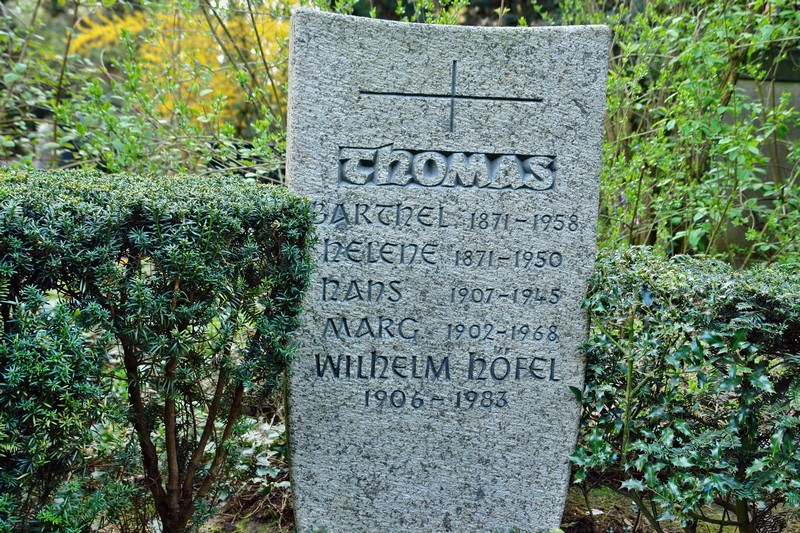 THOMAS
BARTHEL 1871–1958
HELENE 1871–1950
HANS 1907–1945
MARG 1902–1968
WILHELM HÖFEL
1906–1983